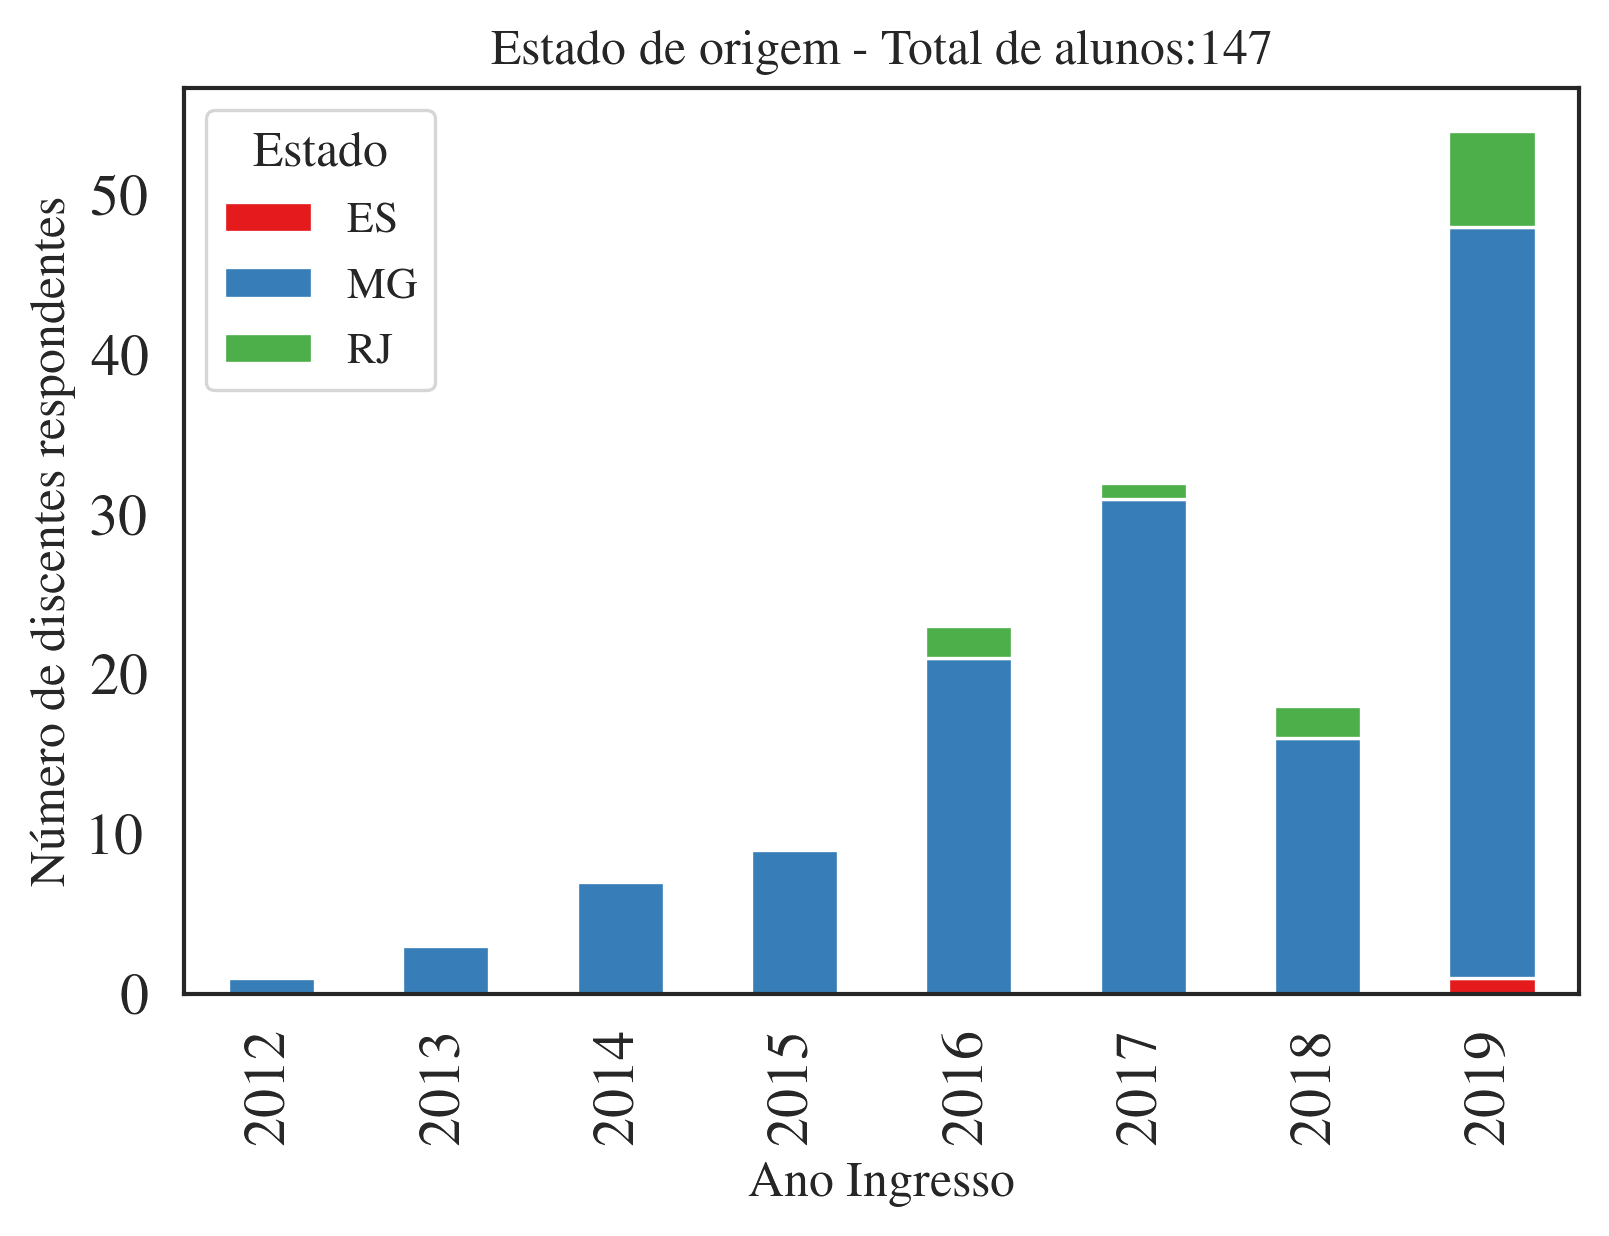 Estado de origem - Total de alunos:147
Estado
ES
MG
RJ
Número de discentes respondentes
50
40
30
20
10
0
2012
2013
2014
2015
2016
2017
2018
2019
Ano Ingresso